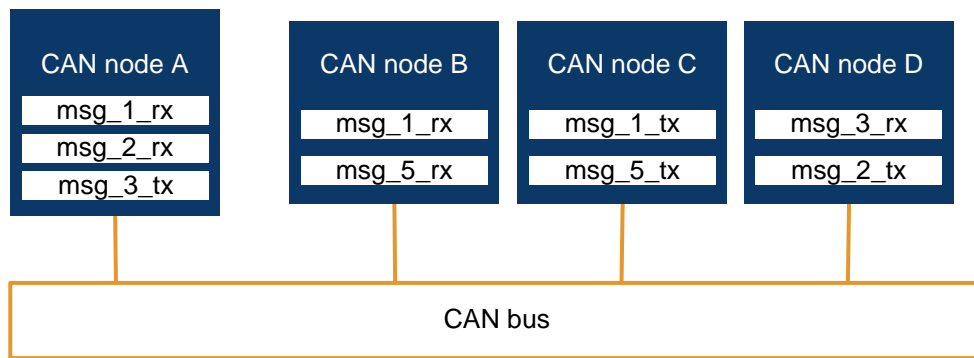 CAN node A
msg_1_rx
msg_2_rx
msg_3_tx
CAN node B
msg_1_rx
msg_5_rx
CAN node C
msg_1_tx
msg_5_tx
CAN node D
msg_3_rx
msg_2_tx
CAN bus